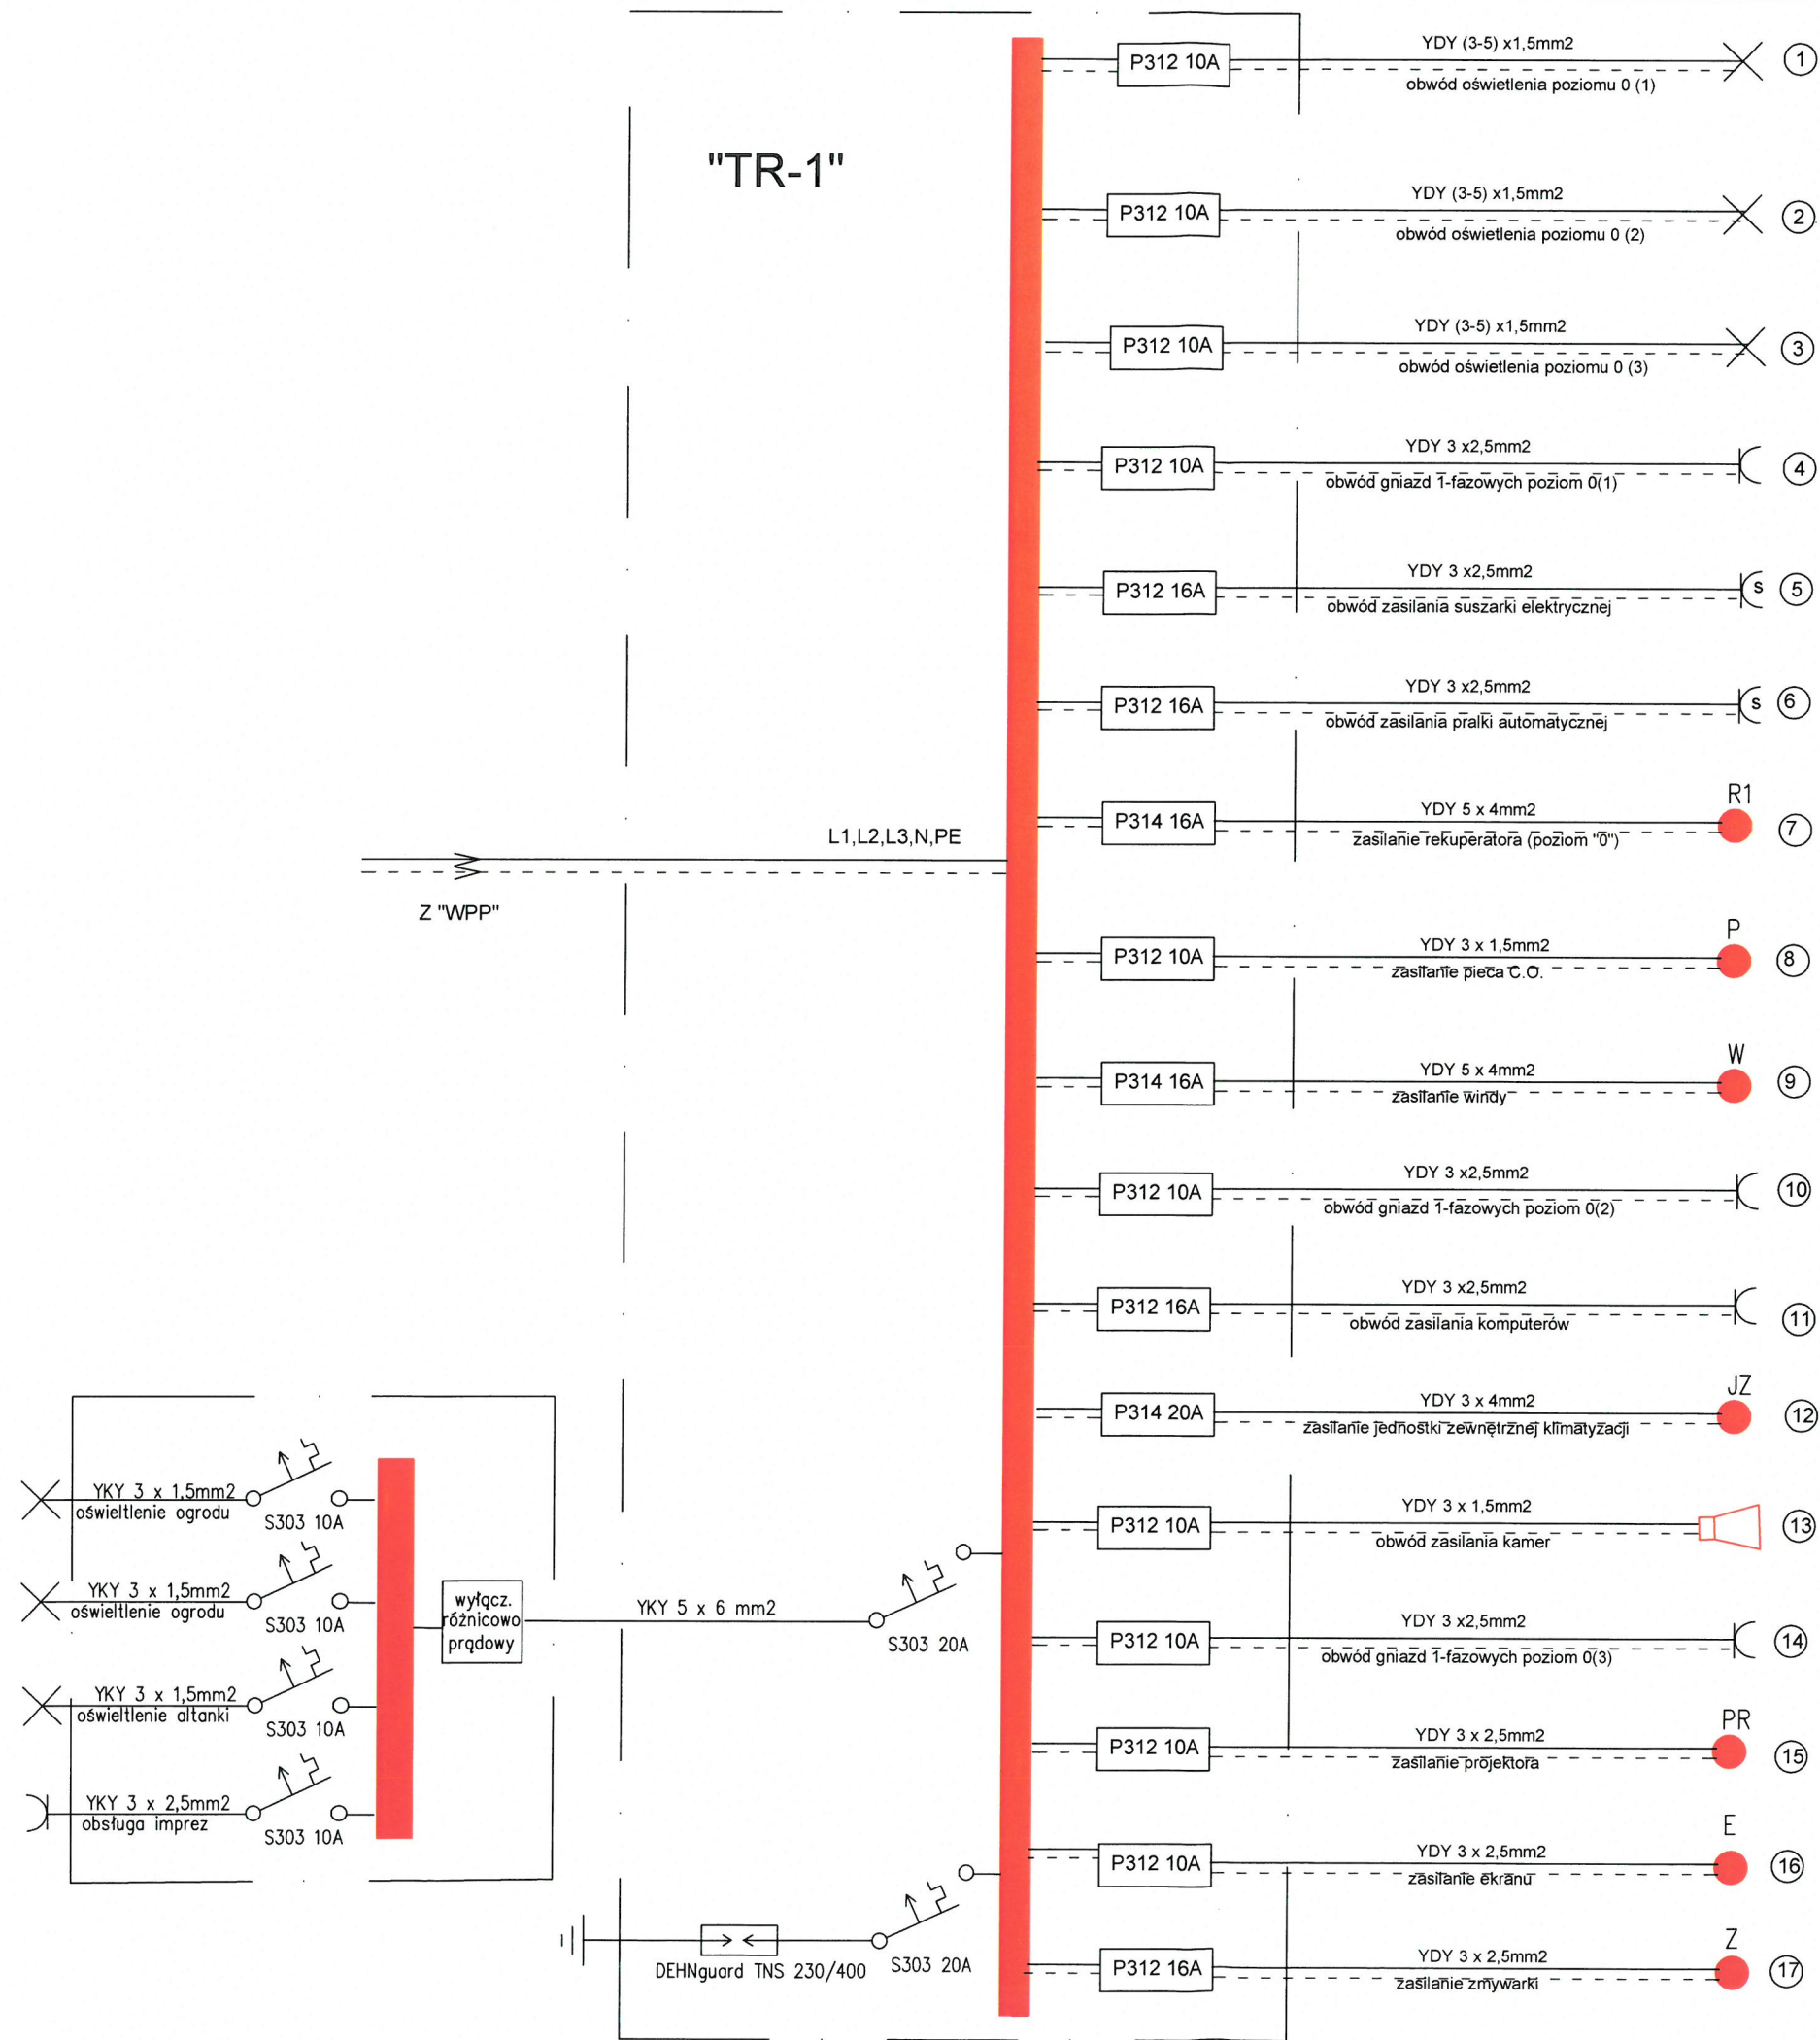 "TR-1"
P312 10A
YDY (3-5) x1,5mm2
obwód oświetlenia poziomu 0 (1)
1
P312 10A
YDY (3-5) x1,5mm2
obwód oświetlenia poziomu 0 (2)
2
P312 10A
YDY (3-5) x1,5mm2
obwód oświetlenia poziomu 0 (3)
3
P312 10A
YDY 3 x2,5mm2
obwód gniazd 1-fazowych poziom 0(1)
4
P312 16A
YDY 3 x2,5mm2
obwód zasilania suszarki elektrycznej
s
5
P312 16A
YDY 3 x2,5mm2
obwód zasilania pralki automatycznej
s
6
P314 16A
YDY 5 x 4mm2
zasilanie rekuperatora (poziom "0")
R1
7
L1,L2,L3,N,PE
Z "WPP"
P312 10A
YDY 3 x 1,5mm2
zasilanie pieca C.O.
P
8
P314 16A
YDY 5 x 4mm2
zasilanie windy
W
9
P312 10A
YDY 3 x2,5mm2
obwód gniazd 1-fazowych poziom 0(2)
10
P312 16A
YDY 3 x2,5mm2
obwód zasilania komputerów
11
P314 20A
YDY 3 x 4mm2
zasilanie jednostki zewnętrznej klimatyzacji
JZ
12
P312 10A
YDY 3 x 1,5mm2
obwód zasilania kamer
13
P312 10A
YDY 3 x2,5mm2
obwód gniazd 1-fazowych poziom 0(3)
14
P312 10A
YDY 3 x 2,5mm2
zasilanie projektora
PR
15
P312 10A
YDY 3 x 2,5mm2
zasilanie ekranu
E
16
P312 16A
YDY 3 x 2,5mm2
zasilanie zmywarki
Z
17
YKY 3 x 1,5mm2
oświeltlenie ogrodu
S303 10A
YKY 3 x 1,5mm2
oświeltlenie ogrodu
S303 10A
YKY 3 x 1,5mm2
oświeltlenie altanki
S303 10A
YKY 3 x 2,5mm2
obsługa imprez
S303 10A
wyłącz.
różnicowo
prądowy
YKY 5 x 6 mm2
S303 20A
DEHNguard TNS 230/400
S303 20A